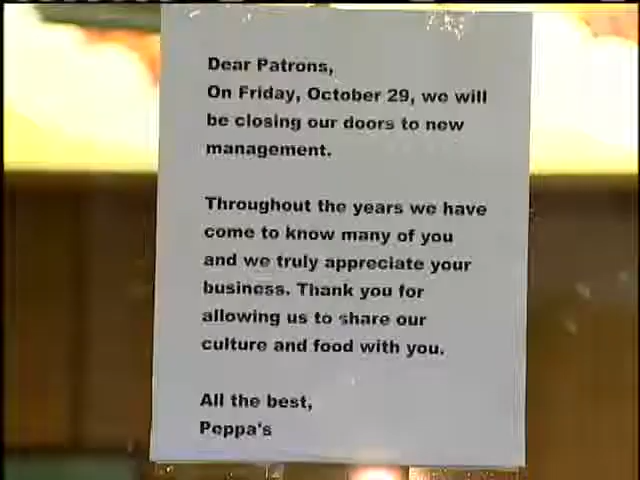 Dear Patrons,
On Friday, October 29, we will
be closing our doors to new
management.
Throughout the years we have
come to know many of you
and we truly appreciate your
business. Thank you for
allowing us to share our
culture and food with you.
All the best,
Peppa's